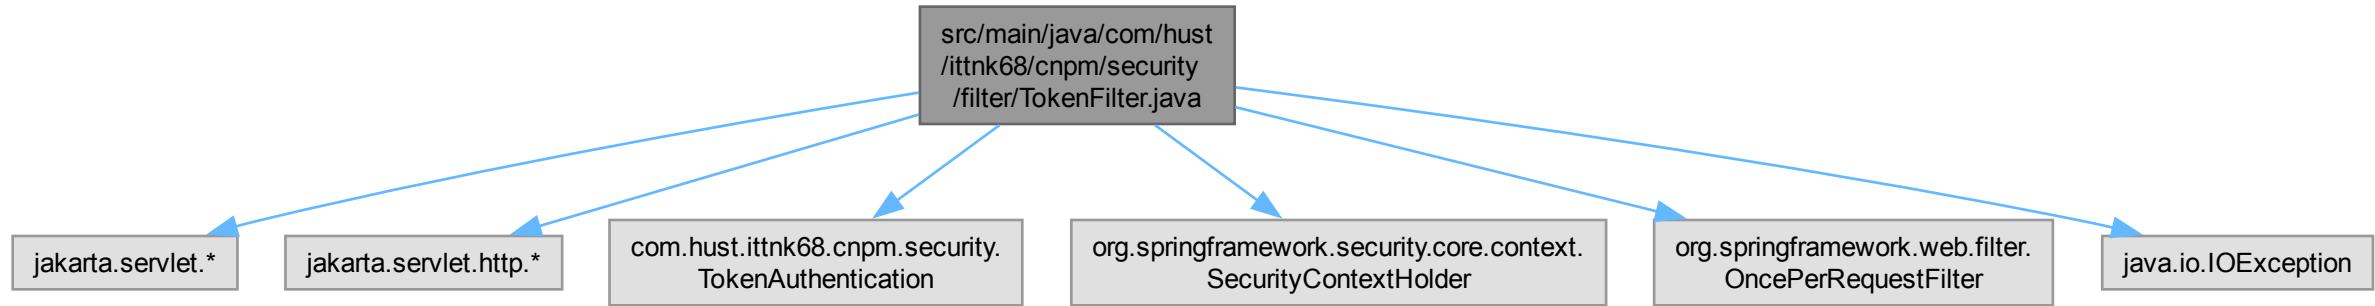 src/main/java/com/hust
/ittnk68/cnpm/security
/filter/TokenFilter.java
jakarta.servlet.*
jakarta.servlet.http.*
com.hust.ittnk68.cnpm.security.
TokenAuthentication
org.springframework.security.core.context.
SecurityContextHolder
org.springframework.web.filter.
OncePerRequestFilter
java.io.IOException